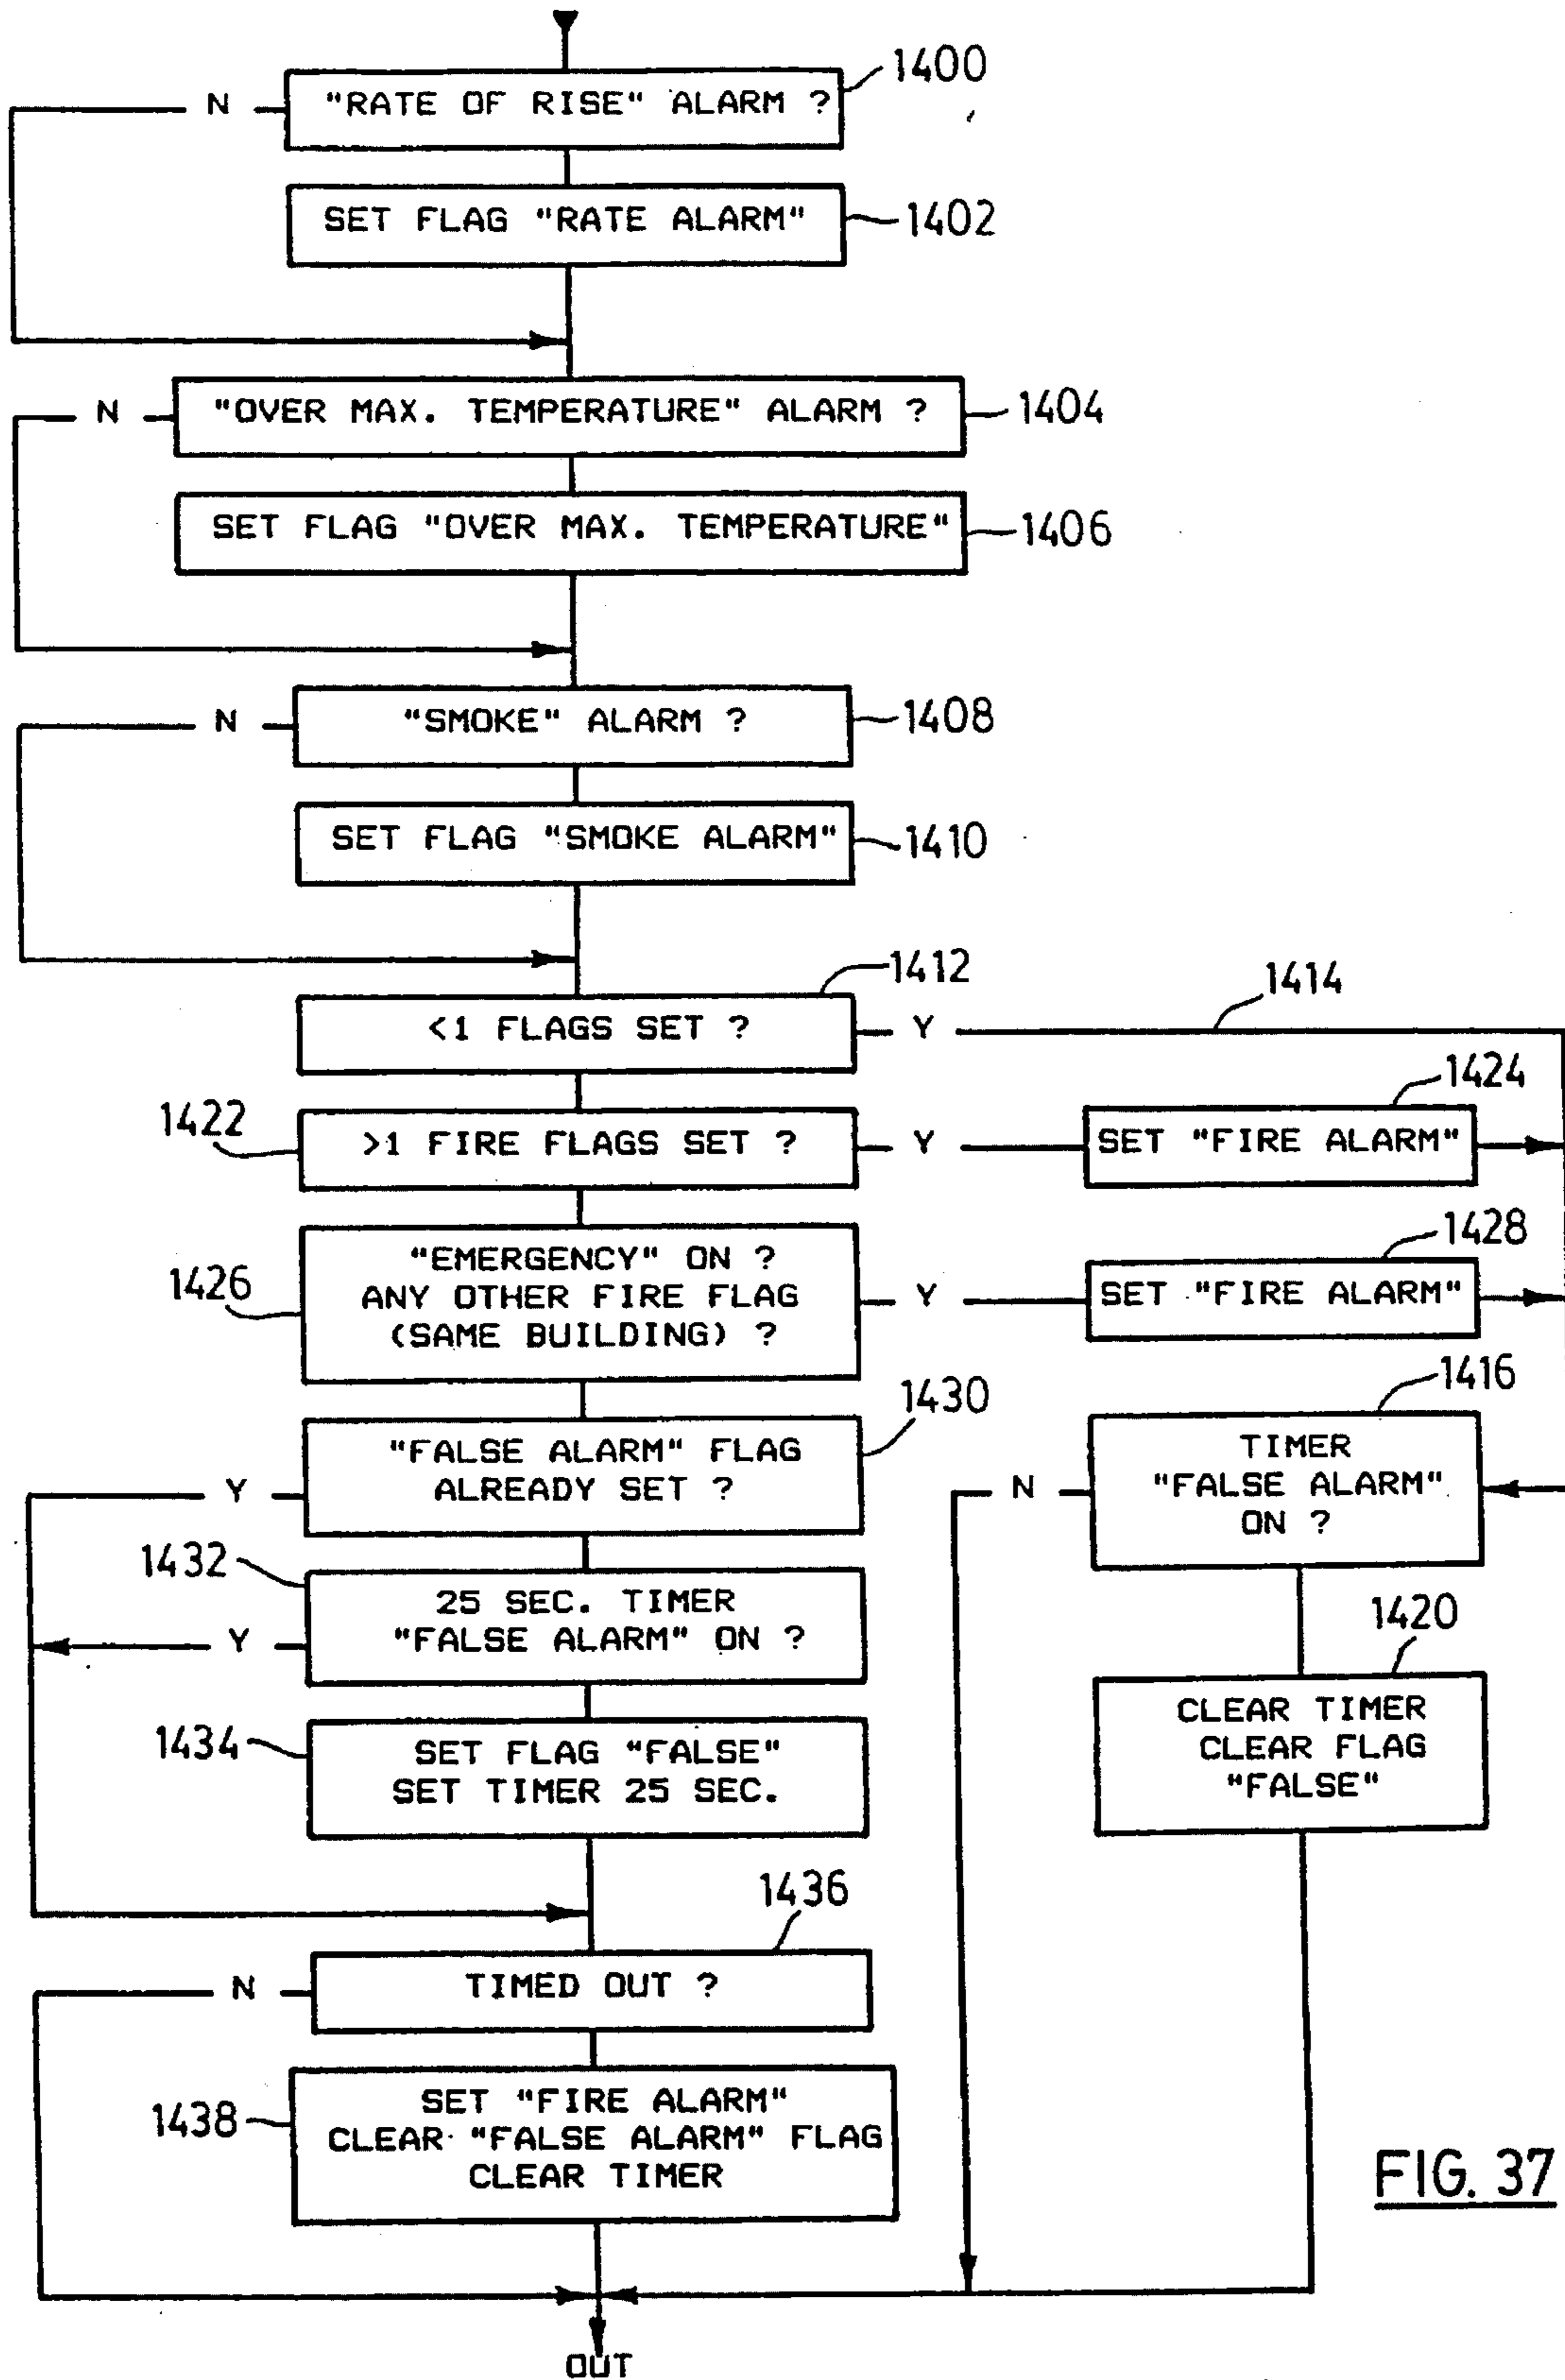 1400
N "RATE OF RISE" ALARM ?
SET FLAG "RATE ALARM" 1402
N "OVER MAX. TEMPERATURE" ALARM ? 1404
SET FLAG "OVER MAX. TEMPERATURE" 1406
N "SMOKE" ALARM ? 1408
SET FLAG "SMOKE ALARM" 1410
1412
1414
<1 FLAGS SET ? Y
1424
1422
>1 FIRE FLAGS SET ? Y SET "FIRE ALARM"
1428
1426
"EMERGENCY" ON ?
ANY OTHER FIRE FLAG
(SAME BUILDING) ?
Y SET "FIRE ALARM"
1416
1430
"FALSE ALARM" FLAG
ALREADY SET ?
Y
N
TIMER
"FALSE ALARM"
ON ?
1432
25 SEC. TIMER
"FALSE ALARM" ON ?
Y
1420
CLEAR TIMER
CLEAR FLAG
"FALSE"
1434
SET FLAG "FALSE"
SET TIMER 25 SEC.
1436
N TIMED OUT ?
1438
SET "FIRE ALARM"
CLEAR "FALSE ALARM" FLAG
CLEAR TIMER
FIG. 37
OUT